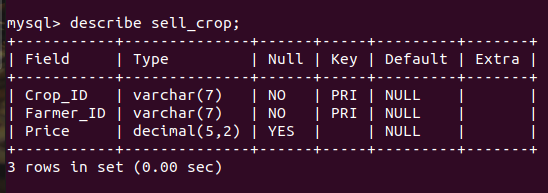 mysql> describe sell_crop;
+-----------+--------------+------+-----+---------+-------+
| Field     | Type         | Null | Key | Default | Extra |
+-----------+--------------+------+-----+---------+-------+
| Crop_ID   | varchar(7)   | NO   | PRI | NULL    |       |
| Farmer_ID | varchar(7)   | NO   | PRI | NULL    |       |
| Price     | decimal(5,2) | YES  |     | NULL    |       |
+-----------+--------------+------+-----+---------+-------+
3 rows in set (0.00 sec)